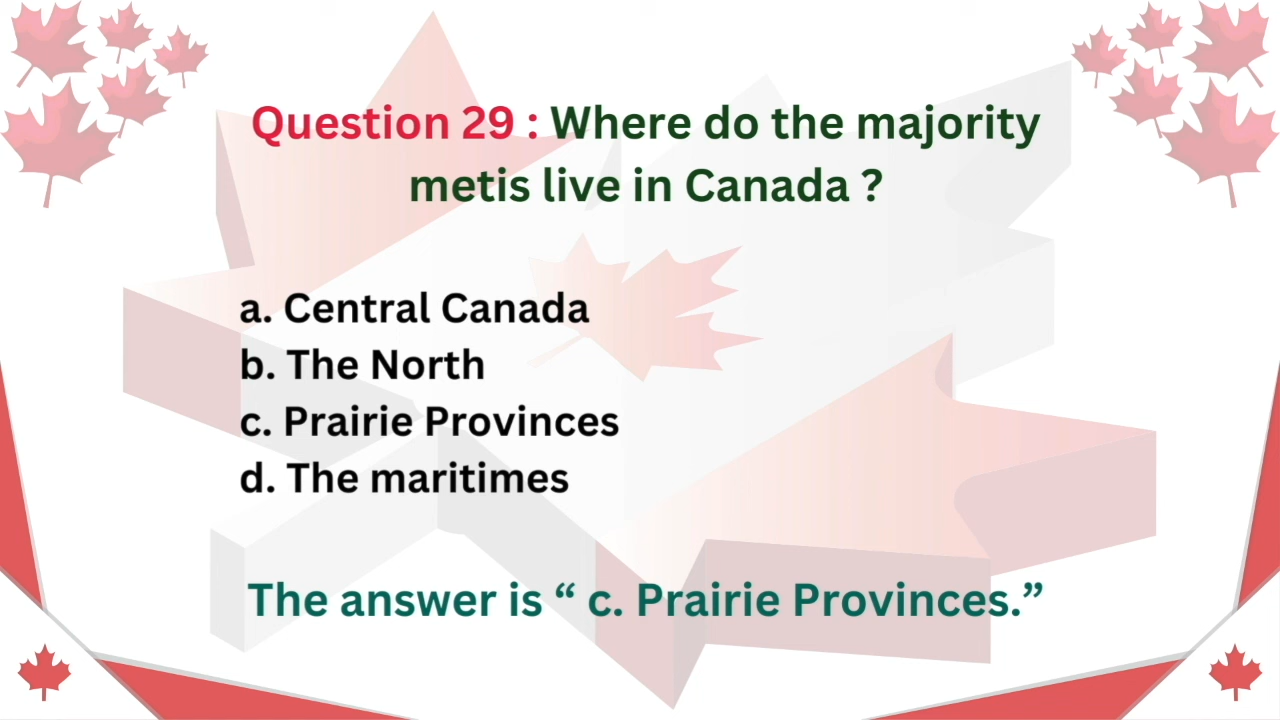 Question 29 : Where do the majority
metis live in Canada ?
a. Central Canada
b. The North
c. Prairie Provinces
d. The maritimes
The answer is “ c. Prairie Provinces.”